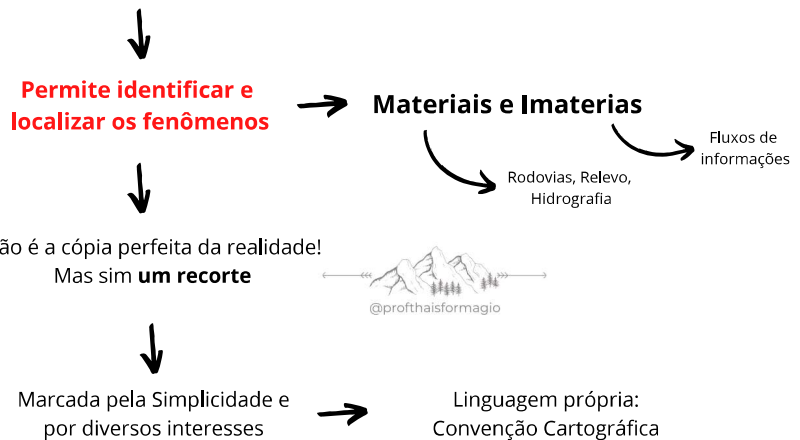 Permite identificar e
localizar os fenômenos
Materiais e Imaterias
Fluxos de
informações
Rodovias, Relevo,
Hidrografia
ão é a cópia perfeita da realidade!
Mas sim um recorte
@profthaisformagio
Marcada pela Simplicidade e
por diversos interesses
Linguagem própria:
Convenção Cartográfica